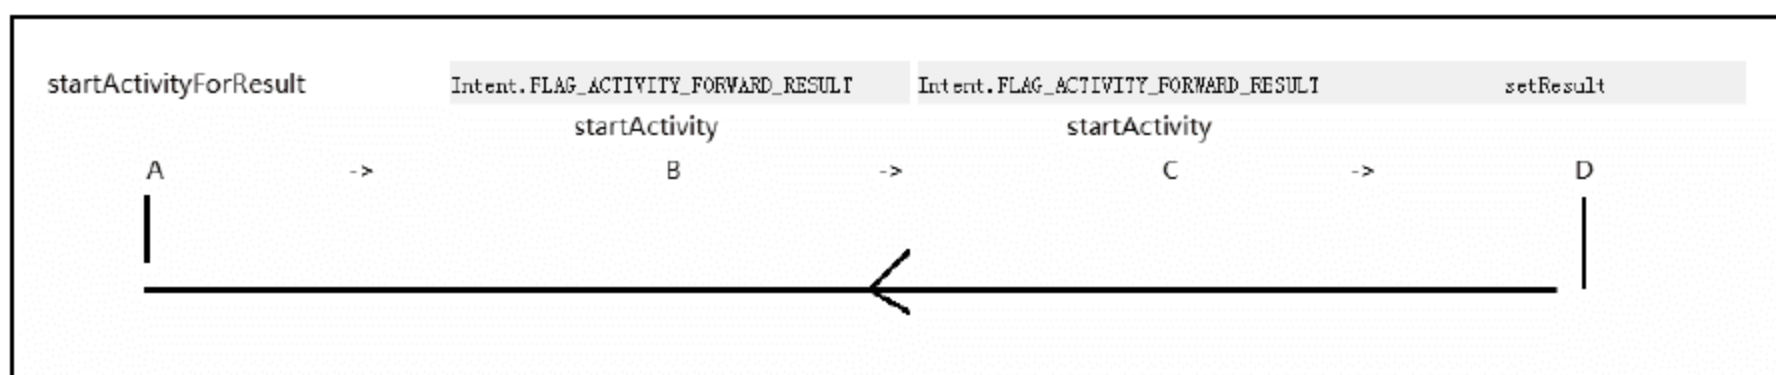 startActivityForResult Intent.FLAG_ACTIVITY_FORWARD_RESULT Intent.FLAG_ACTIVITY_FORWARD_RESULT setResult
startActivity startActivity
A -> B -> C -> D